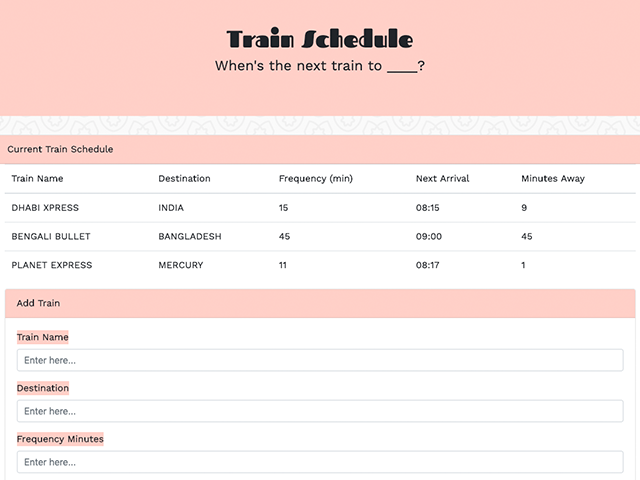 Train Schedule
When's the next train to ____?
Current Train Schedule
Train Name Destination Frequency (min) Next Arrival Minutes Away
DHABI XPRESS INDIA 15 08:15 9
BENGALI BULLET BANGLADESH 45 09:00 45
PLANET EXPRESS MERCURY 11 08:17 1
Add Train
Train Name
Enter here...
Destination
Enter here...
Frequency Minutes
Enter here...